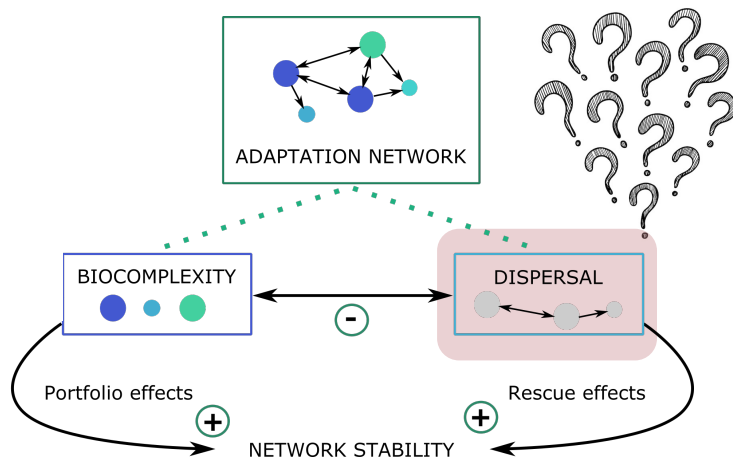 ADAPTATION NETWORK
BIOCOMPLEXITY
DISPERSAL
-
Portfolio effects
Rescue effects
+
+
NETWORK STABILITY